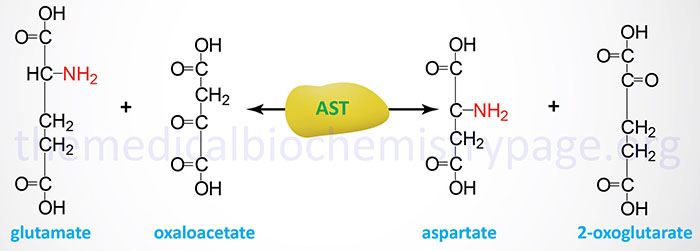 OH
O=C
HC–NH₂
CH₂
CH₂
O=C
OH
glutamate
+
OH
O=C
CH₂
O=C
O=C
OH
oxaloacetate
AST
OH
O=C
C–NH₂
CH₂
O=C
OH
aspartate
+
OH
O=C
C=O
CH₂
CH₂
O=C
OH
2-oxoglutarate
themedicalbiochemistrypage.org